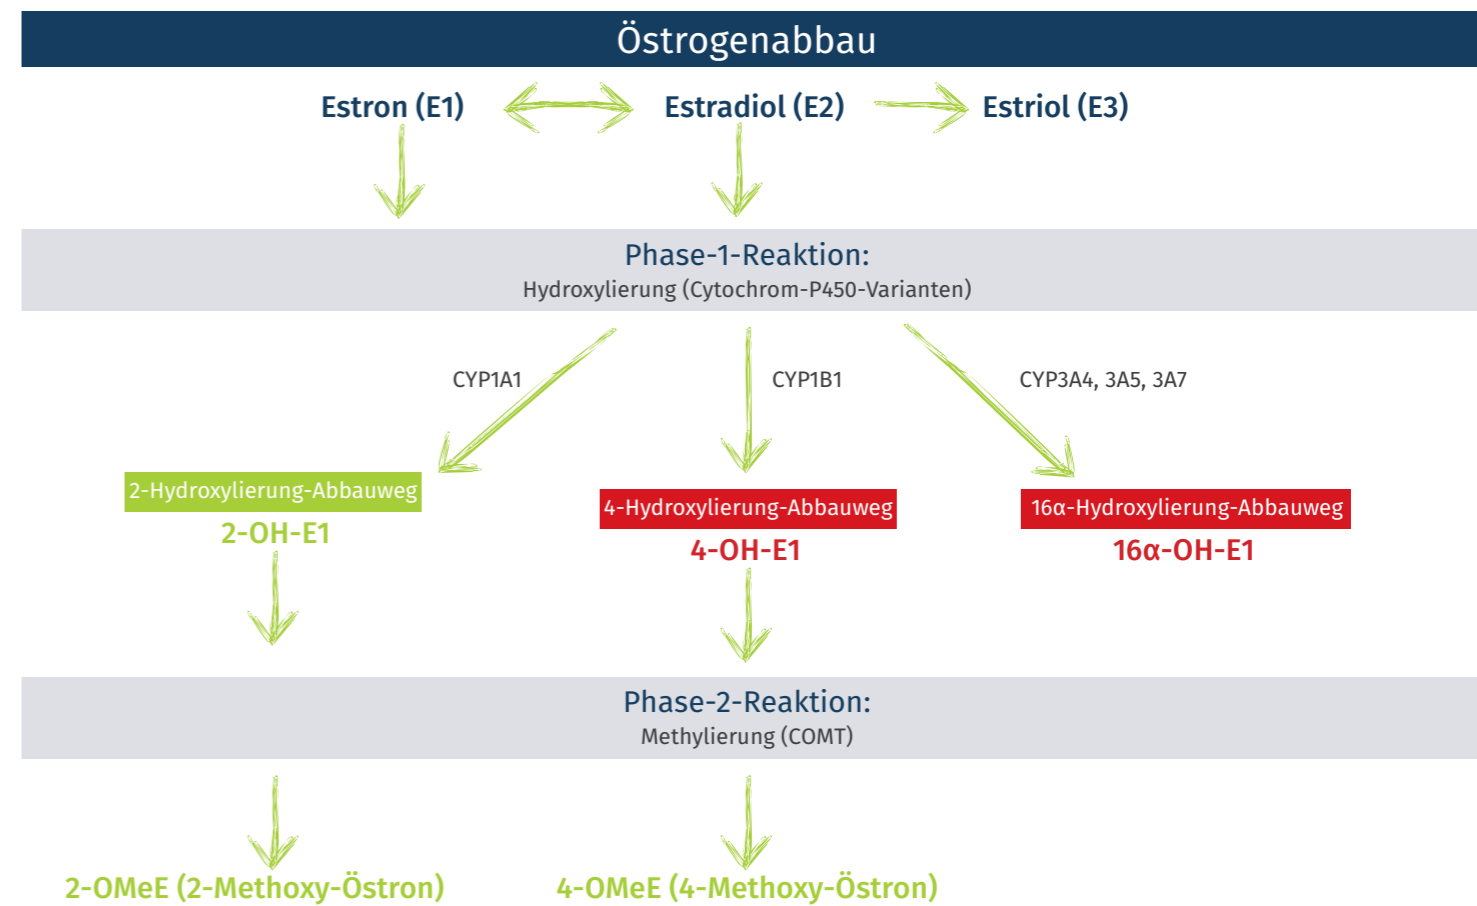 Östrogenabbau
Estron (E1) Estradiol (E2) Estriol (E3)
Phase-1-Reaktion:
Hydroxylierung (Cytochrom-P450-Varianten)
CYP1A1 CYP1B1 CYP3A4, 3A5, 3A7
2-Hydroxylierung-Abbauweg
2-OH-E1
4-Hydroxylierung-Abbauweg
4-OH-E1
16α-Hydroxylierung-Abbauweg
16α-OH-E1
Phase-2-Reaktion:
Methylierung (COMT)
2-OMeE (2-Methoxy-Östron) 4-OMeE (4-Methoxy-Östron)